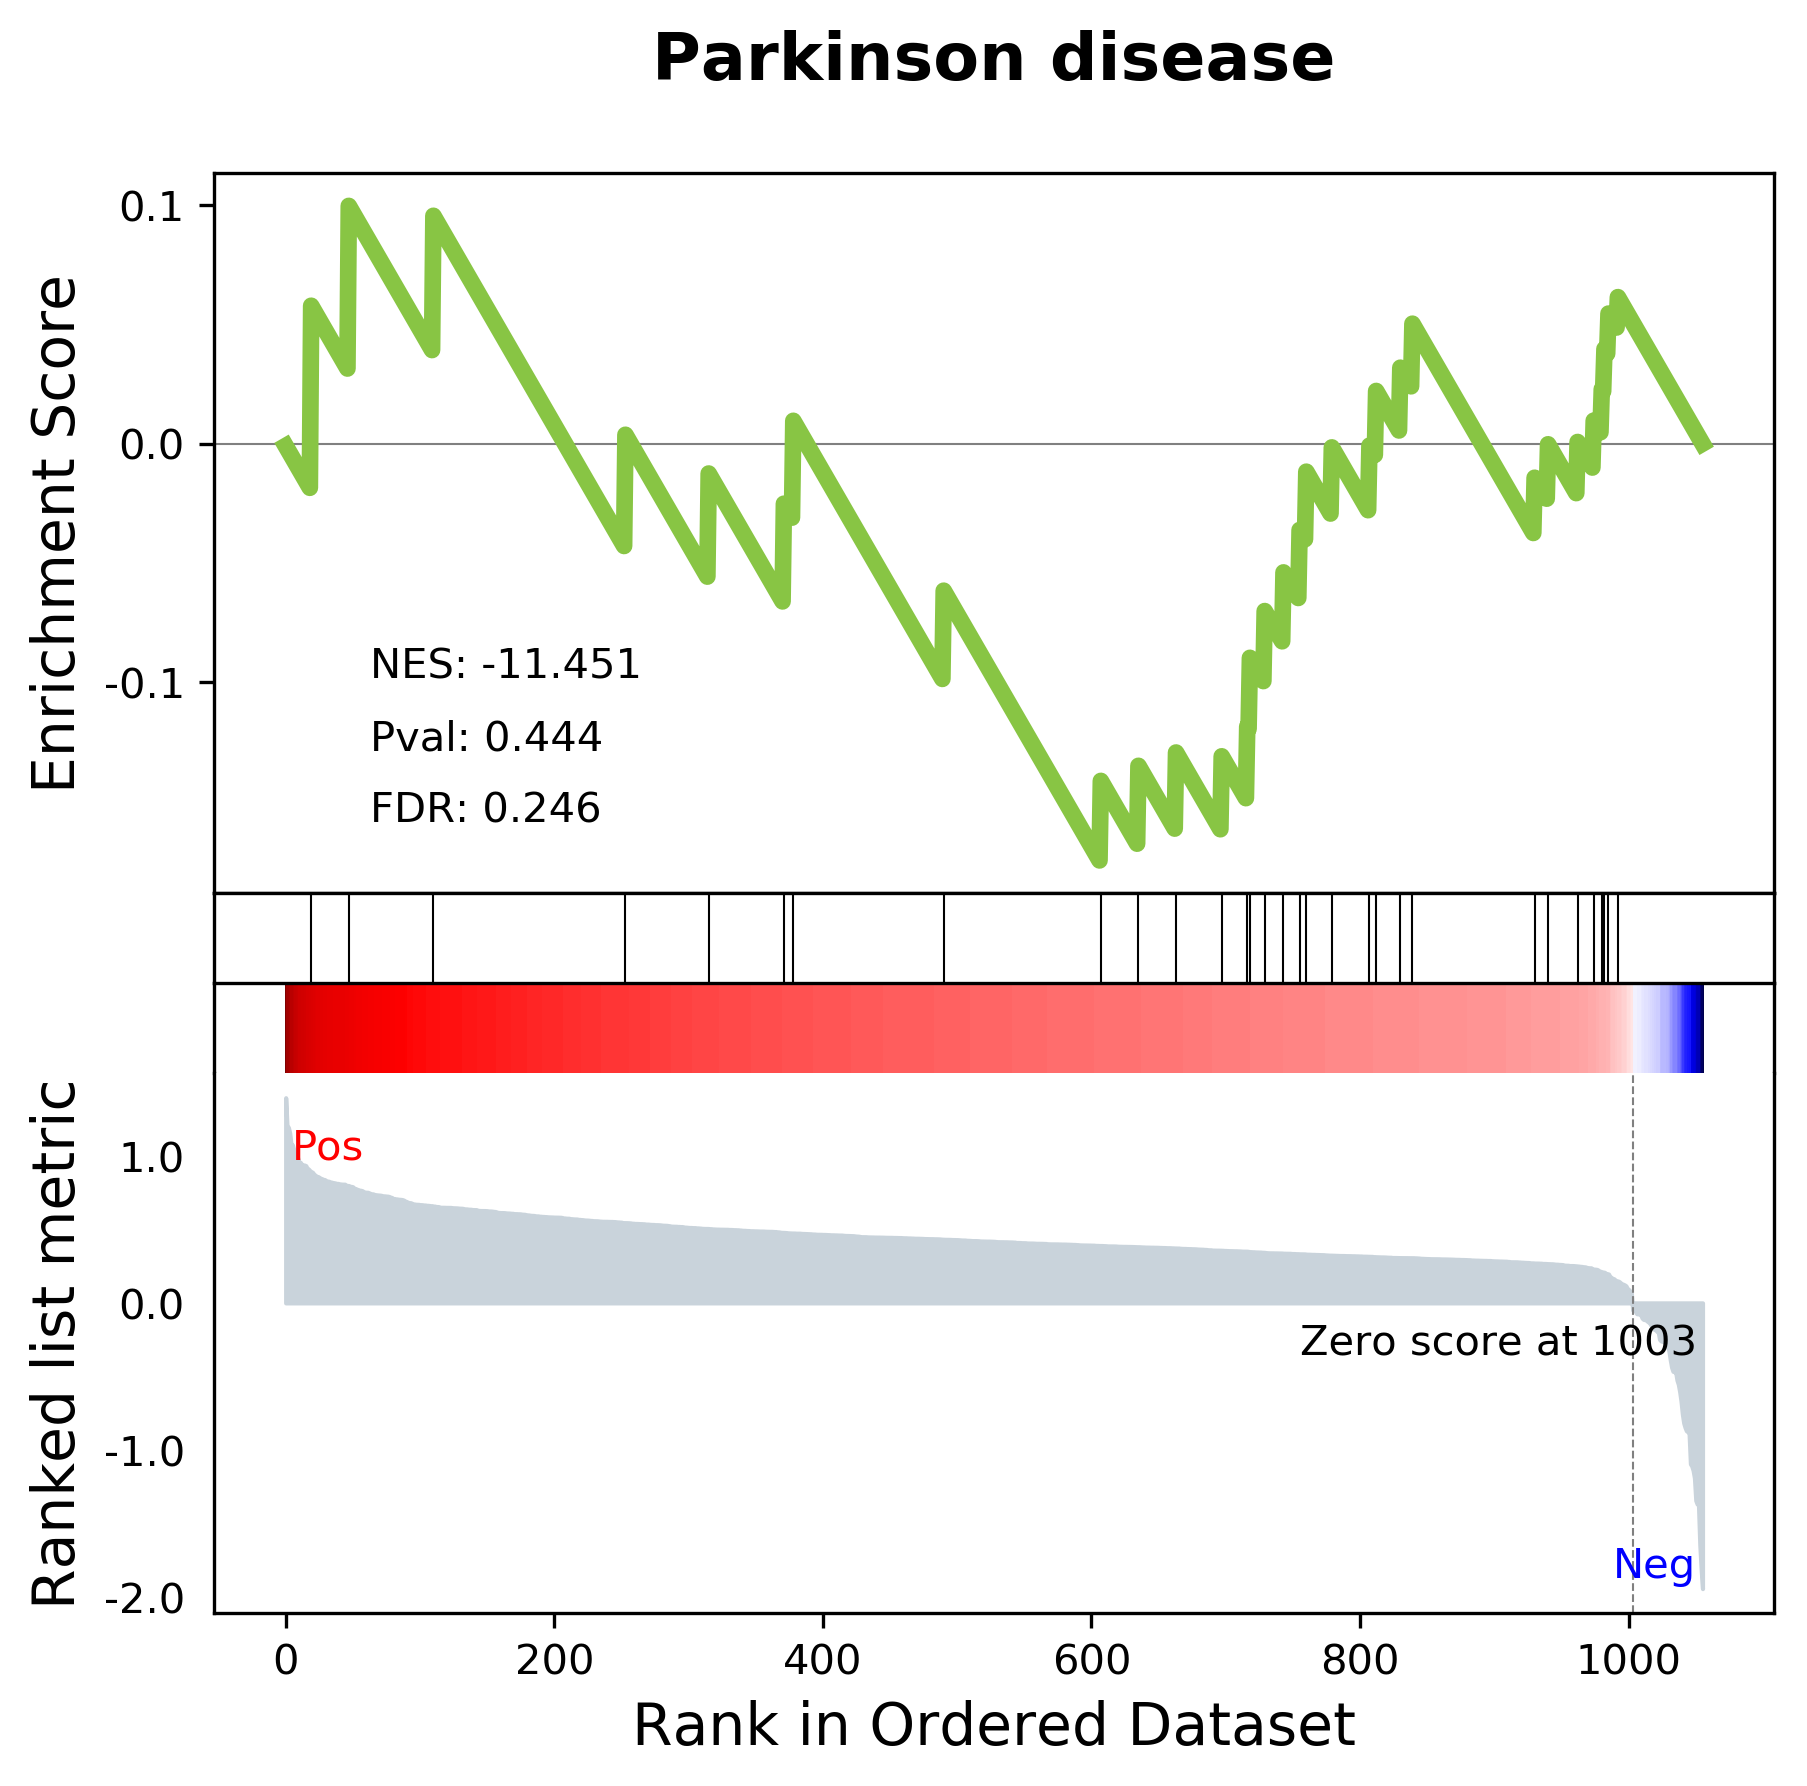 Parkinson disease
Enrichment Score
0.1
0.0
-0.1
NES: -11.451
Pval: 0.444
FDR: 0.246
Ranked list metric
1.0
0.0
-1.0
-2.0
Pos
Zero score at 1003
Neg
0 200 400 600 800 1000
Rank in Ordered Dataset